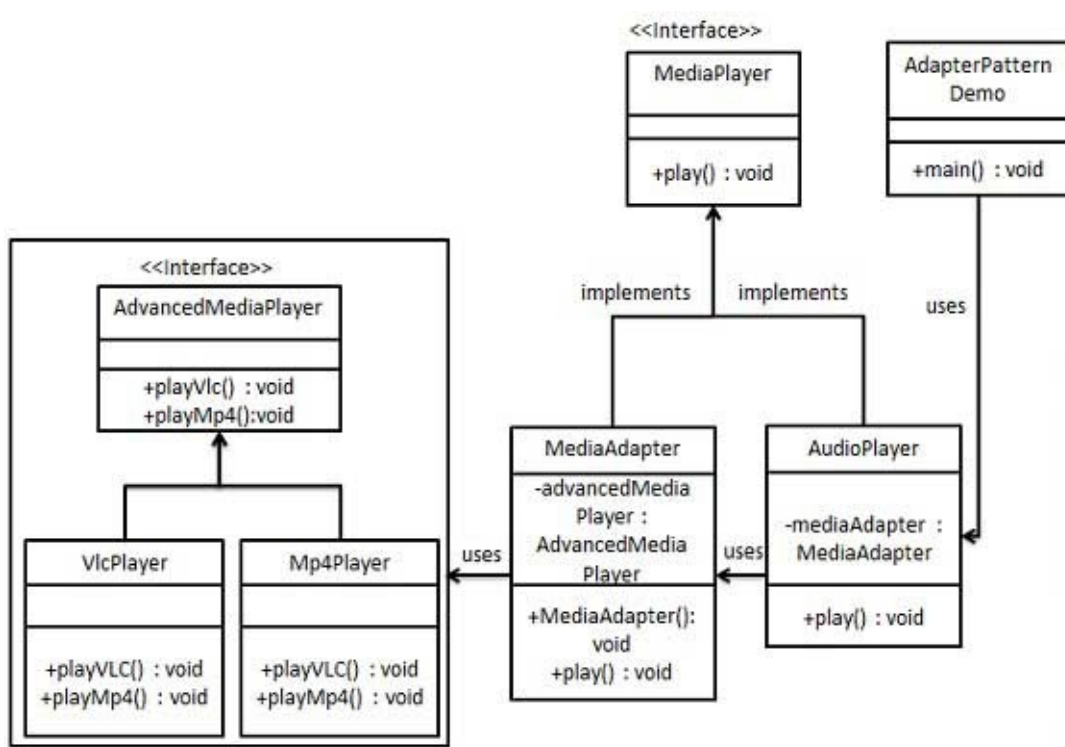 <<Interface>>
MediaPlayer
+play() : void
AdapterPattern
Demo
+main() : void
implements
implements
uses
<<Interface>>
AdvancedMediaPlayer
+playVlc() : void
+playMp4():void
VlcPlayer
+playVLC() : void
+playMp4() : void
Mp4Player
+playVLC() : void
+playMp4() : void
uses
MediaAdapter
-advancedMedia
Player :
AdvancedMedia
Player
+MediaAdapter():
void
+play() : void
uses
AudioPlayer
-mediaAdapter :
MediaAdapter
+play() : void